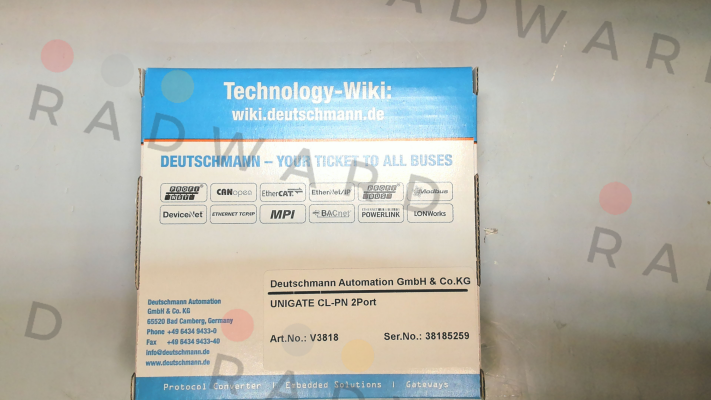 Technology-Wiki:
wiki.deutschmann.de
DEUTSCHMANN – YOUR TICKET TO ALL BUSES
PROFI NET CANopen EtherCAT EtherNet/IP PROFI BUS Modbus
DeviceNet ETHERNET TCP/IP MPI BACnet POWERLINK LONWorks
Deutschmann Automation GmbH & Co.KG
UNIGATE CL-PN 2Port
Art.No.: V3818 Ser.No.: 38185259
Deutschmann Automation
GmbH & Co. KG
65520 Bad Camberg, Germany
Phone +49 6434 9433-0
Fax +49 6434 9433-40
info@deutschmann.de
www.deutschmann.de
Protocol Converter | Embedded Solutions | Gateways
RADWARD
RADWARD
RAD
D